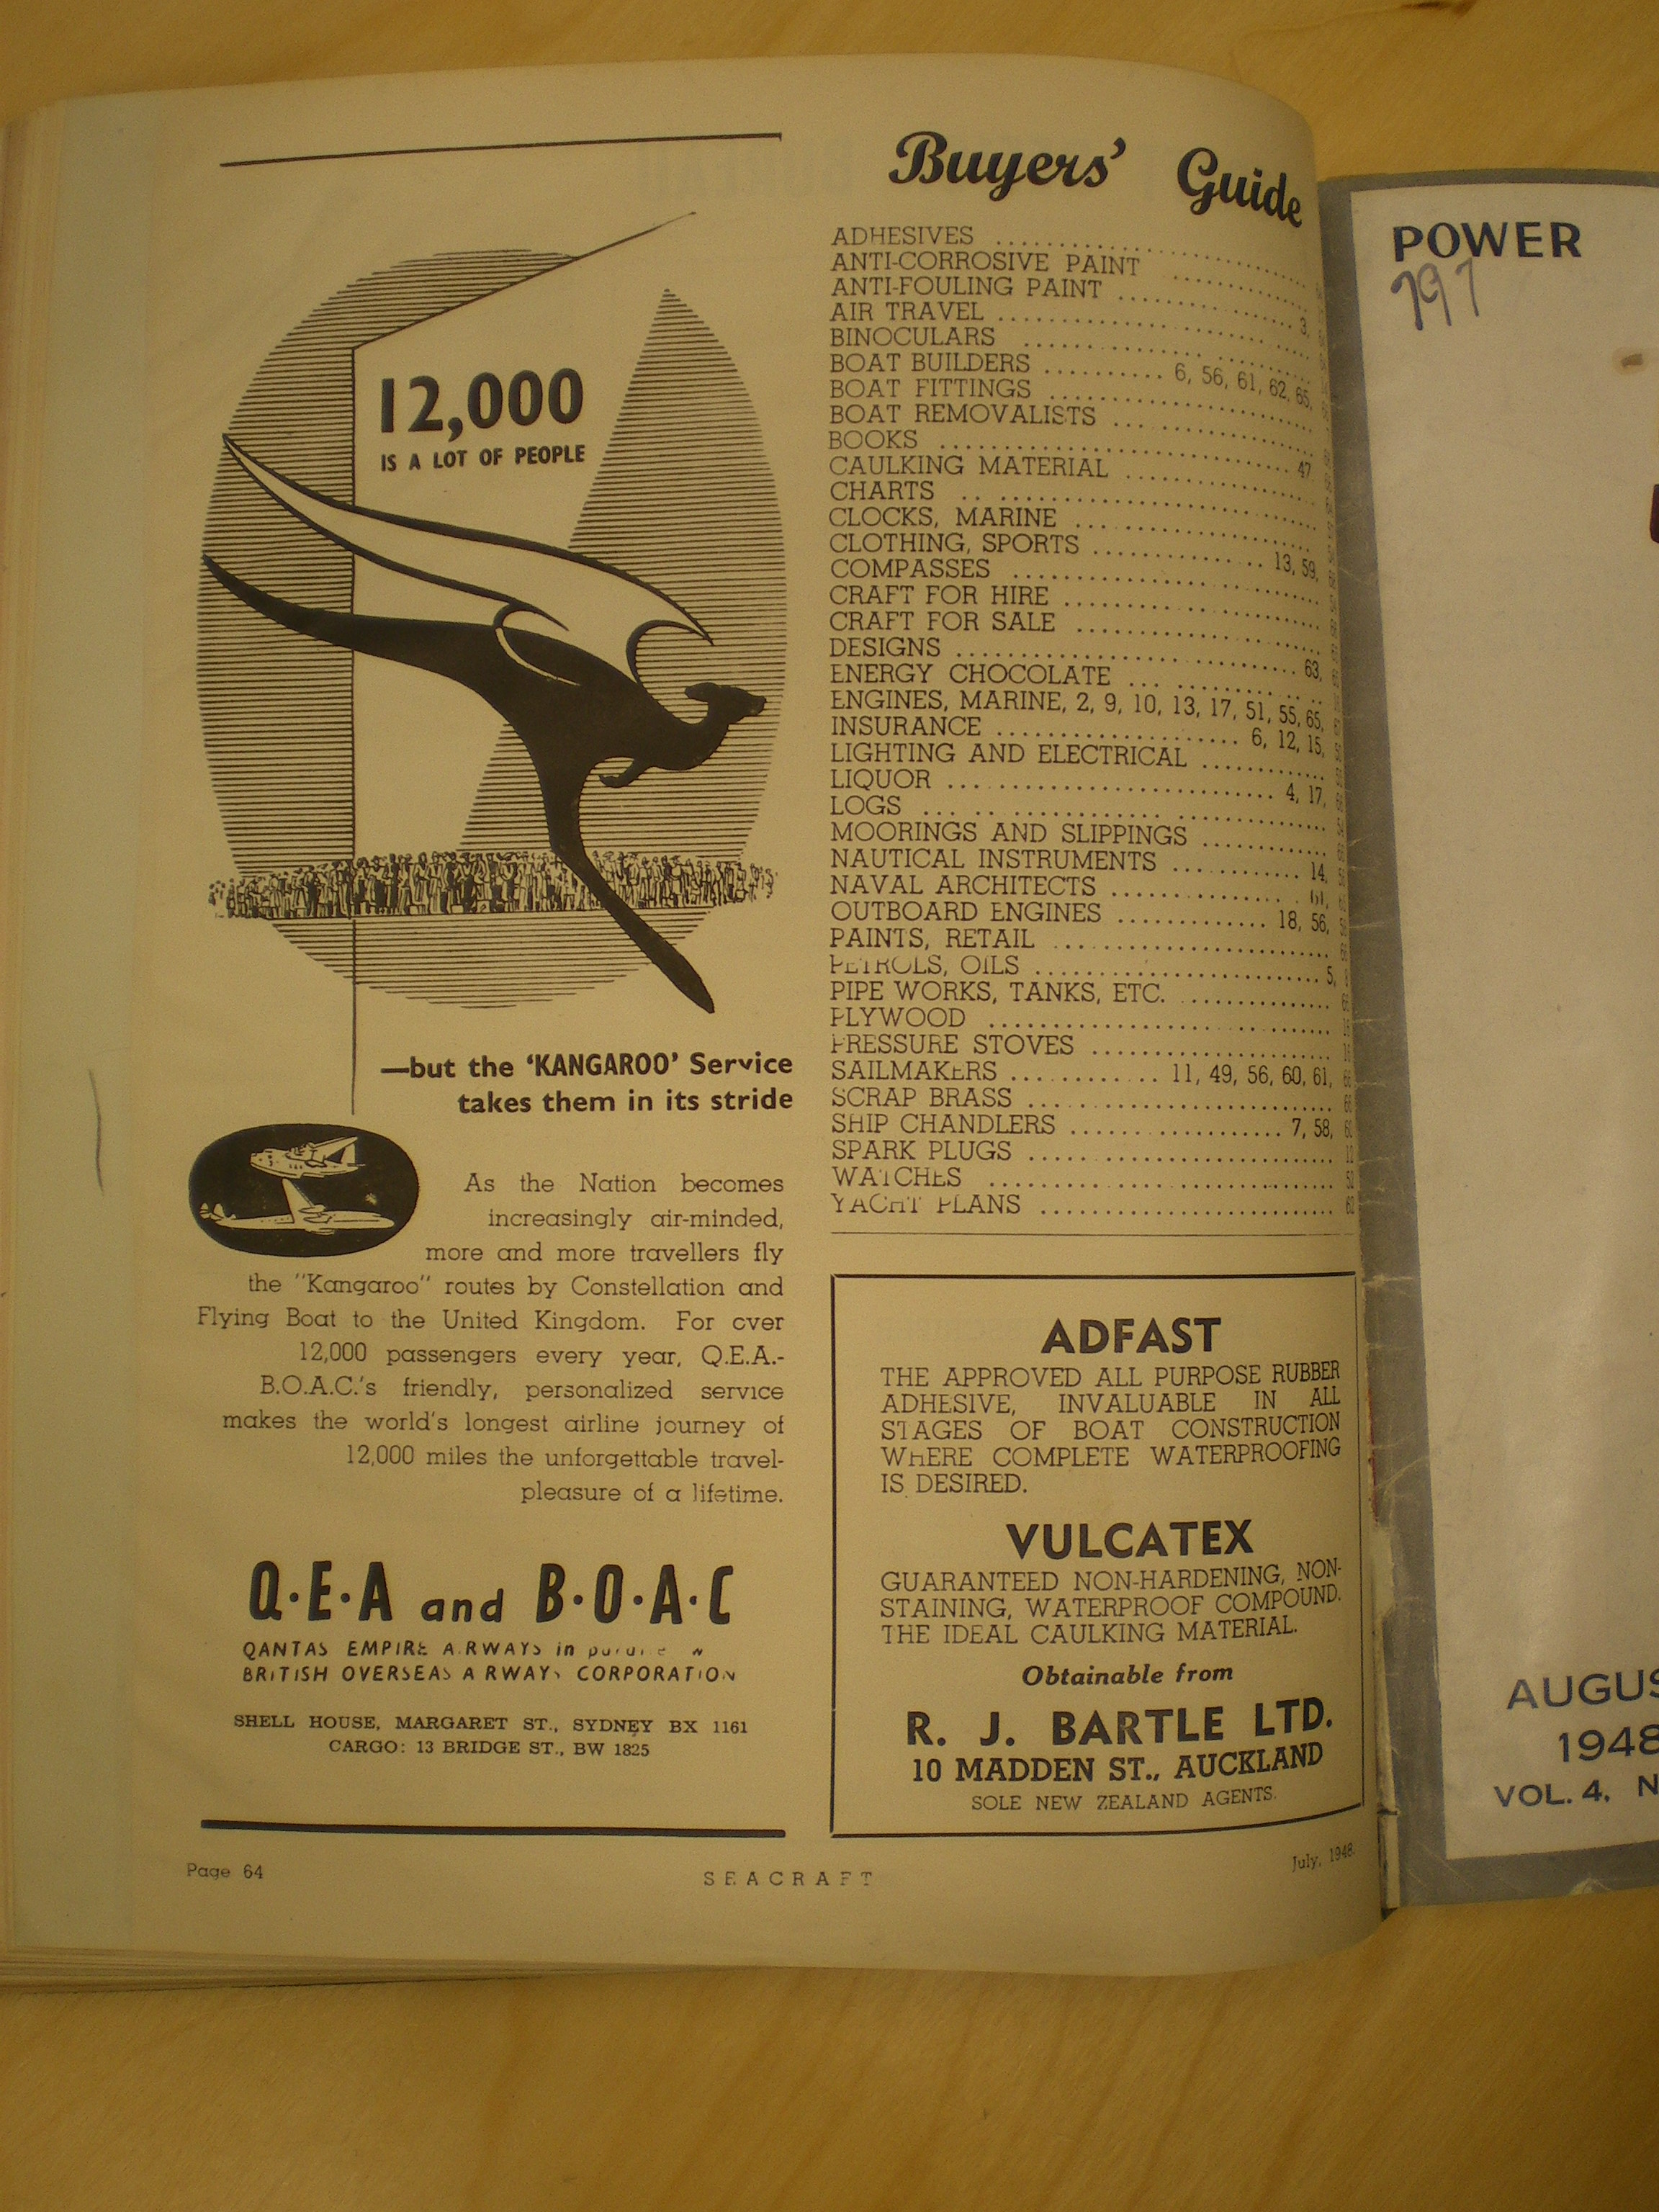 12,000
IS A LOT OF PEOPLE
—but the 'KANGAROO' Service
takes them in its stride
As the Nation becomes
increasingly air-minded,
more and more travellers fly
the "Kangaroo" routes by Constellation and
Flying Boat to the United Kingdom. For over
12,000 passengers every year, Q.E.A.-
B.O.A.C.'s friendly, personalized service
makes the world's longest airline journey of
12,000 miles the unforgettable travel-
pleasure of a lifetime.
Q·E·A and B·O·A·C
QANTAS EMPIRE AIRWAYS in
BRITISH OVERSEAS AIRWAYS CORPORATION
SHELL HOUSE, MARGARET ST., SYDNEY BX 1161
CARGO: 13 BRIDGE ST., BW 1825
Page 64
Buyers' Guide
ADHESIVES
ANTI-CORROSIVE PAINT
ANTI-FOULING PAINT
AIR TRAVEL 3,
BINOCULARS
BOAT BUILDERS 6, 56, 61, 62, 65,
BOAT FITTINGS
BOAT REMOVALISTS
BOOKS 47
CAULKING MATERIAL
CHARTS
CLOCKS, MARINE
CLOTHING, SPORTS 13, 59,
COMPASSES
CRAFT FOR HIRE
CRAFT FOR SALE
DESIGNS 63,
ENERGY CHOCOLATE
ENGINES, MARINE, 2, 9, 10, 13, 17, 51, 55, 65,
INSURANCE 6, 12, 15,
LIGHTING AND ELECTRICAL
LIQUOR 4, 17,
LOGS
MOORINGS AND SLIPPINGS
NAUTICAL INSTRUMENTS 14,
NAVAL ARCHITECTS 61,
OUTBOARD ENGINES 18, 56,
PAINTS, RETAIL
PETROLS, OILS 5,
PIPE WORKS, TANKS, ETC.
PLYWOOD
PRESSURE STOVES
SAILMAKERS 11, 49, 56, 60, 61,
SCRAP BRASS
SHIP CHANDLERS 7, 58,
SPARK PLUGS
WATCHES
YACHT PLANS
ADFAST
THE APPROVED ALL PURPOSE RUBBER
ADHESIVE, INVALUABLE IN ALL
STAGES OF BOAT CONSTRUCTION
WHERE COMPLETE WATERPROOFING
IS DESIRED.
VULCATEX
GUARANTEED NON-HARDENING, NON-
STAINING, WATERPROOF COMPOUND.
THE IDEAL CAULKING MATERIAL.
Obtainable from
R. J. BARTLE LTD.
10 MADDEN ST., AUCKLAND
SOLE NEW ZEALAND AGENTS.
SEACRAFT
July, 1948.
POWER
797
AUGUS
1948
VOL. 4, N